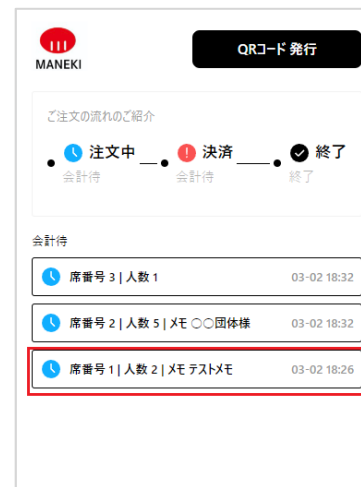 MANEKI
QRコード 発行
ご注文の流れのご紹介
注文中 決済 終了
会計待 会計待 終了
会計待
席番号 3 | 人数 1 03-02 18:32
席番号 2 | 人数 5 | メモ 〇〇団体様 03-02 18:32
席番号 1 | 人数 2 | メモ テストメモ 03-02 18:26